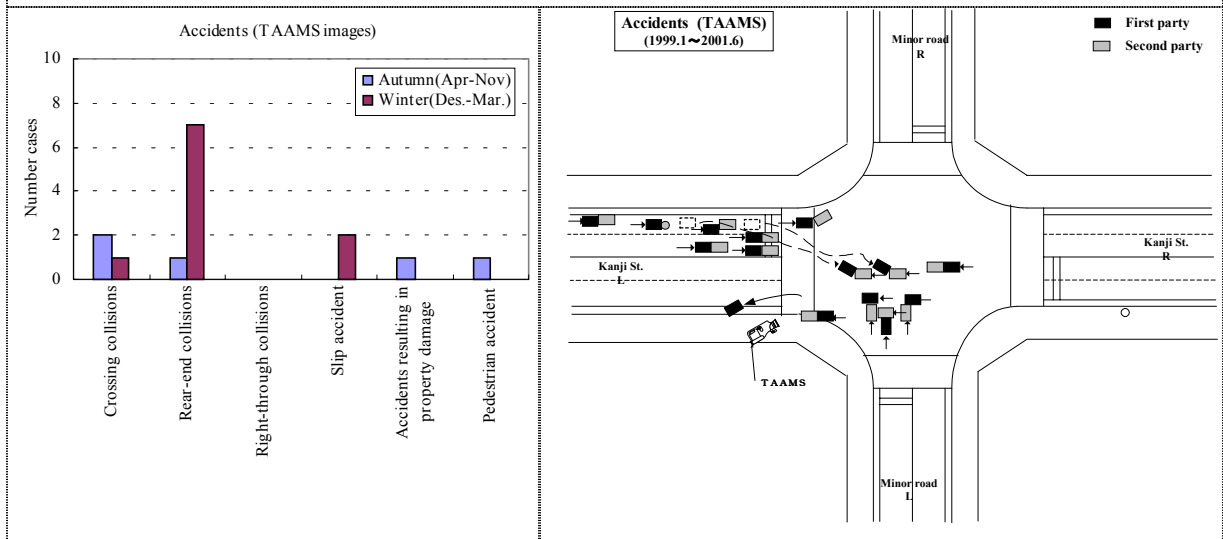 Accidents (TAAMS images)
Number cases
10
8
6
4
2
0
Autumn(Apr-Nov)
Winter(Des.-Mar.)
Crossing collisions
Rear-end collisions
Right-through collisions
Slip accident
Accidents resulting in
property damage
Pedestrian accident
Accidents (TAAMS)
(1999.1〜2001.6)
First party
Second party
Minor road
R
Kanji St.
R
Kanji St.
L
TAAMS
Minor road
L